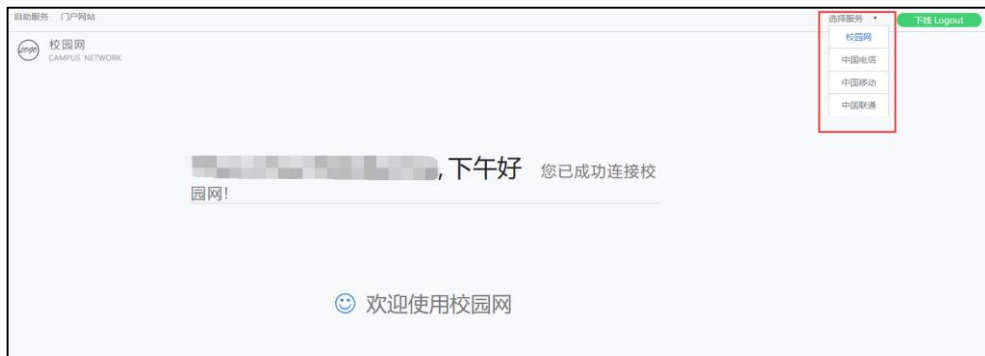 自助服务 门户网站
选择服务 ▼ 下线 Logout
校园网
CAMPUS NETWORK
校园网
中国电信
中国移动
中国联通
,下午好 您已成功连接校
园网!
欢迎使用校园网